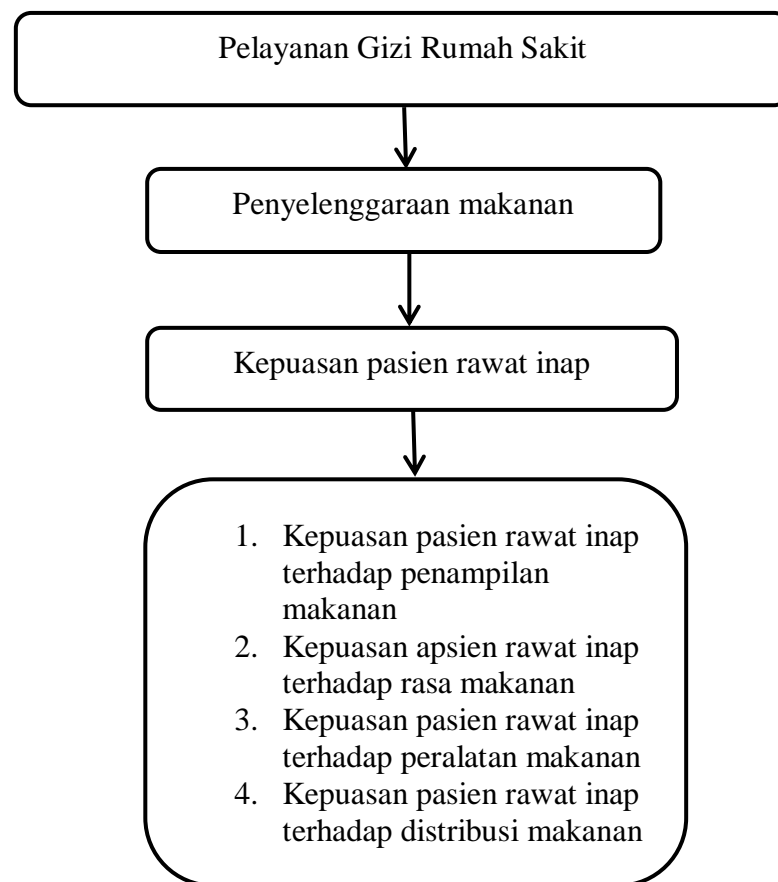 Pelayanan Gizi Rumah Sakit
Penyelenggaraan makanan
Kepuasan pasien rawat inap
1. Kepuasan pasien rawat inap
terhadap penampilan
makanan
2. Kepuasan apsien rawat inap
terhadap rasa makanan
3. Kepuasan pasien rawat inap
terhadap peralatan makanan
4. Kepuasan pasien rawat inap
terhadap distribusi makanan